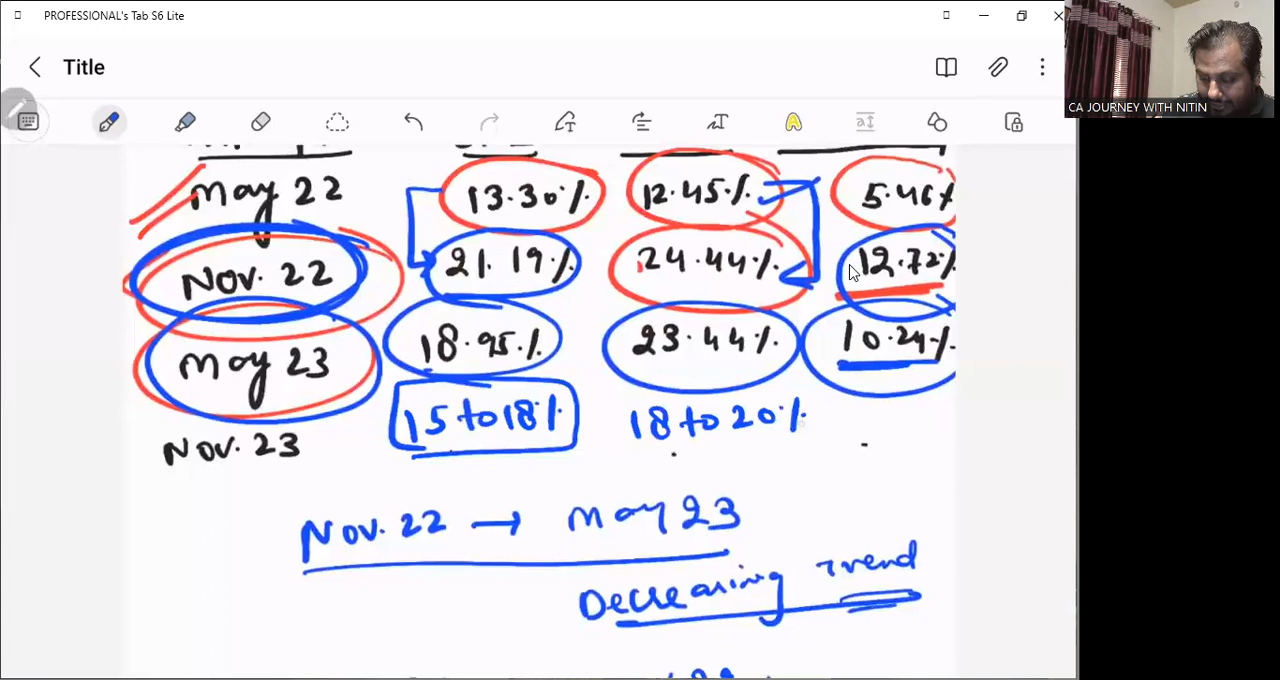 PROFESSIONAL's Tab S6 Lite
Title
CA JOURNEY WITH NITIN
May 22 13.30% 12.45% 5.46%
Nov. 22 21.19% 24.44% 12.72%
May 23 18.95% 23.44% 10.24%
Nov. 23 15 to 18% 18 to 20%
Nov. 22 → May 23
Decreasing Trend